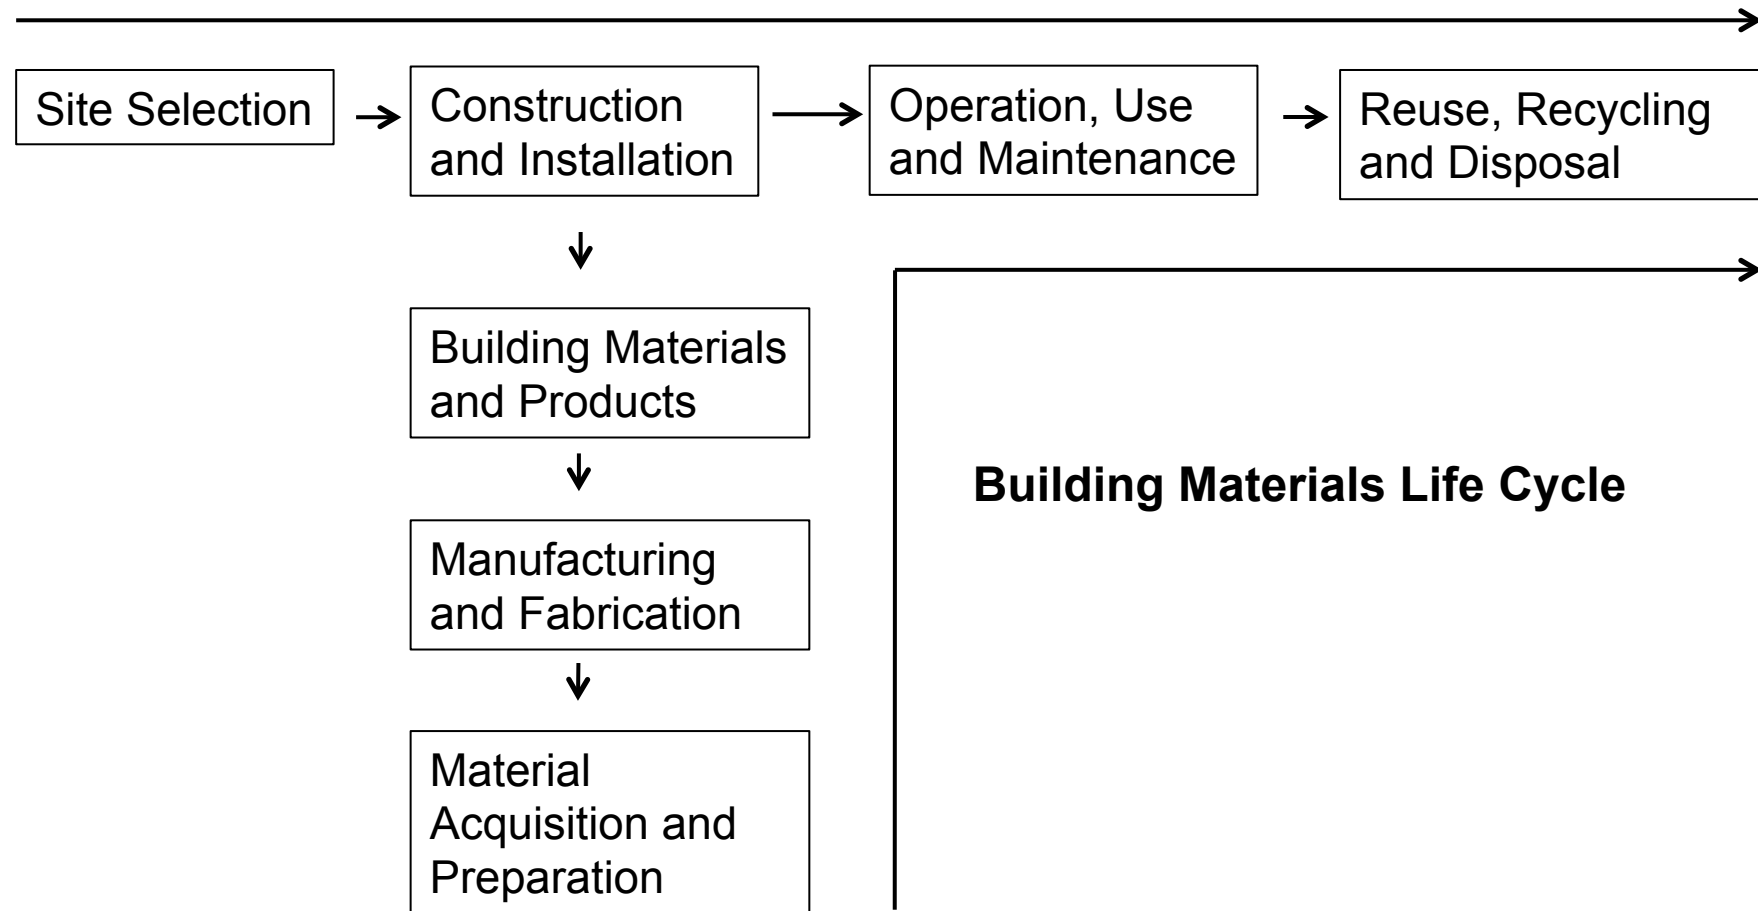 Site Selection
Construction
and Installation
Operation, Use
and Maintenance
Reuse, Recycling
and Disposal
Building Materials
and Products
Building Materials Life Cycle
Manufacturing
and Fabrication
Material
Acquisition and
Preparation